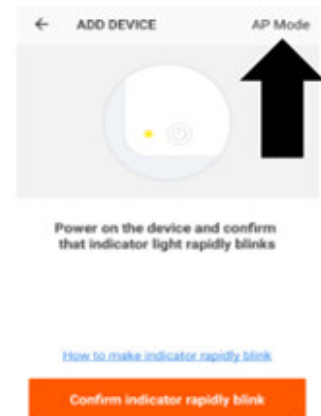 ← ADD DEVICE AP Mode
Power on the device and confirm
that indicator light rapidly blinks
How to make indicator rapidly blink
Confirm indicator rapidly blink